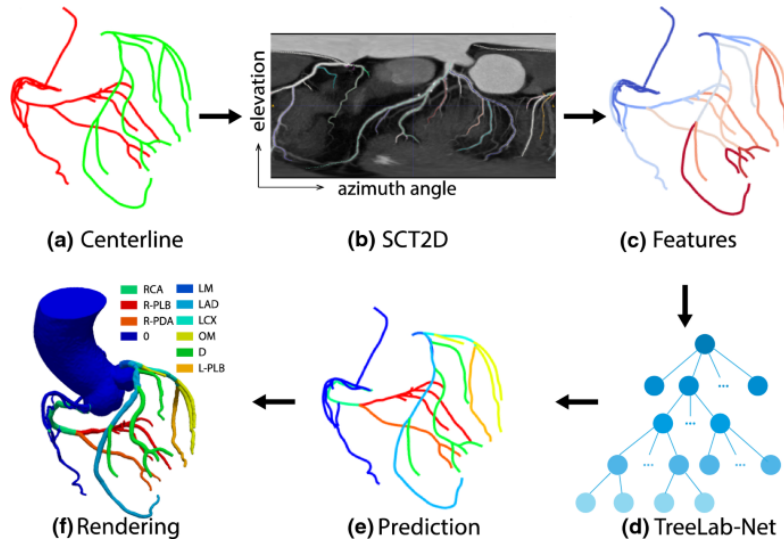 elevation
azimuth angle
(a) Centerline
(b) SCT2D
(c) Features
RCA
R-PLB
R-PDA
0
LM
LAD
LCX
OM
D
L-PLB
...
...
...
...
...
(f) Rendering
(e) Prediction
(d) TreeLab-Net